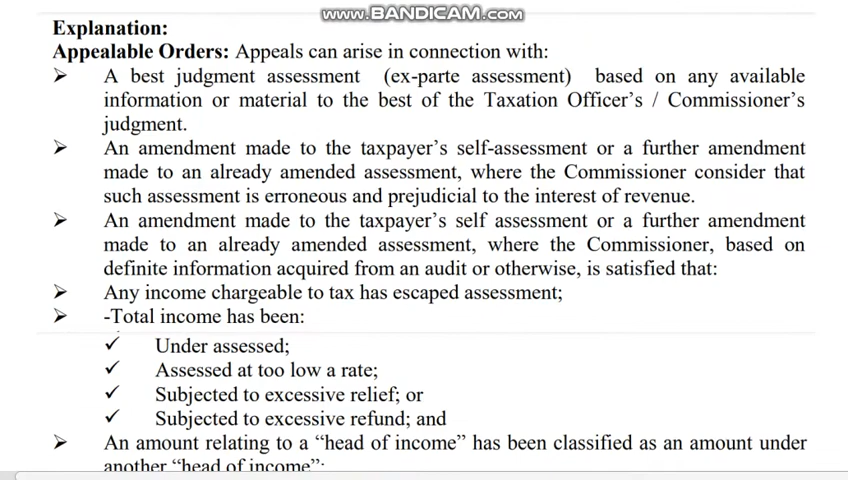 www.BANDICAM.com
Explanation:
Appealable Orders: Appeals can arise in connection with:
➢ A best judgment assessment (ex-parte assessment) based on any available
information or material to the best of the Taxation Officer's / Commissioner's
judgment.
➢ An amendment made to the taxpayer's self-assessment or a further amendment
made to an already amended assessment, where the Commissioner consider that
such assessment is erroneous and prejudicial to the interest of revenue.
➢ An amendment made to the taxpayer's self assessment or a further amendment
made to an already amended assessment, where the Commissioner, based on
definite information acquired from an audit or otherwise, is satisfied that:
➢ Any income chargeable to tax has escaped assessment;
➢ -Total income has been:
✓ Under assessed;
✓ Assessed at too low a rate;
✓ Subjected to excessive relief; or
✓ Subjected to excessive refund; and
➢ An amount relating to a “head of income” has been classified as an amount under
another “head of income”;